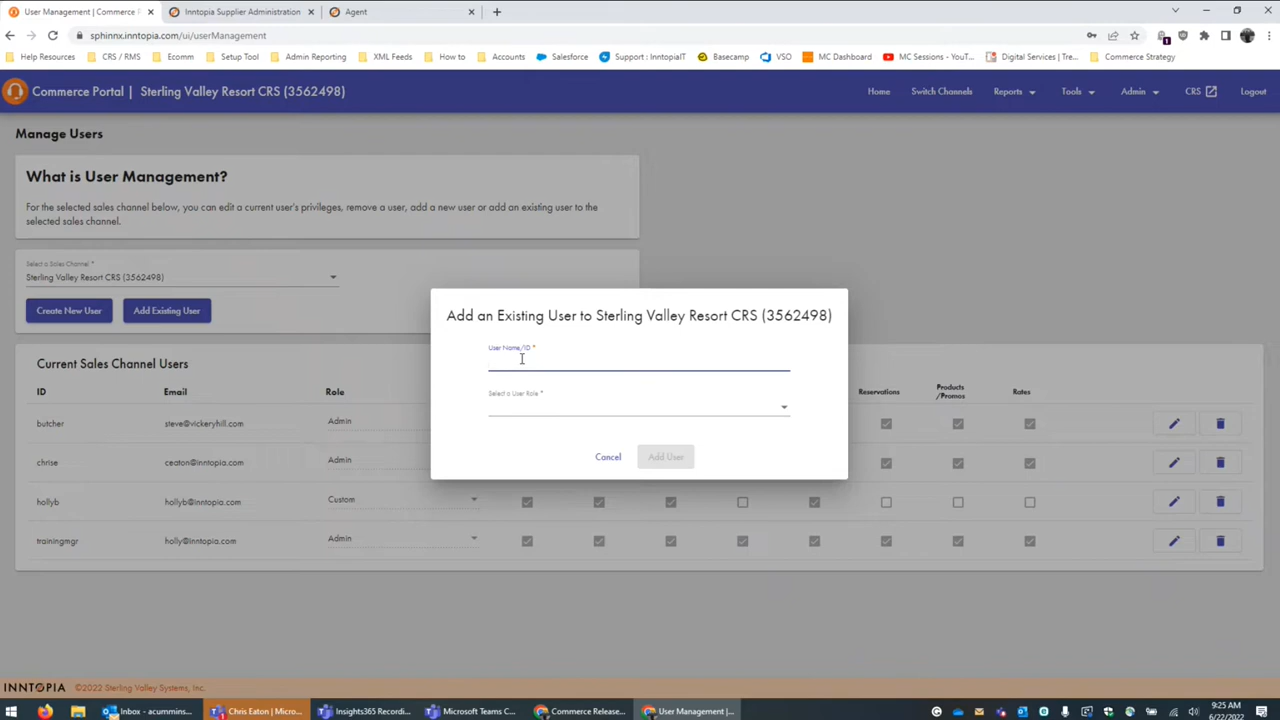 User Management | Commerce P
Inntopia Supplier Administration
Agent
sphinnx.inntopia.com/ui/userManagement
Help Resources
CRS / RMS
Ecomm
Setup Tool
Admin Reporting
XML Feeds
How to
Accounts
Salesforce
Support : InntopiaIT
Basecamp
VSO
MC Dashboard
MC Sessions - YouT...
Digital Services | Tre...
Commerce Strategy
Commerce Portal | Sterling Valley Resort CRS (3562498)
Home
Switch Channels
Reports
Tools
Admin
CRS
Logout
Manage Users
What is User Management?
For the selected sales channel below, you can edit a current user's privileges, remove a user, add a new user or add an existing user to the
selected sales channel.
Select a Sales Channel *
Sterling Valley Resort CRS (3562498)
Create New User
Add Existing User
Add an Existing User to Sterling Valley Resort CRS (3562498)
User Name/ID *
Select a User Role *
Cancel
Add User
Current Sales Channel Users
ID
Email
Role
Reservations
Products
/Promos
Rates
butcher
steve@vickeryhill.com
Admin
chrise
ceaton@inntopia.com
Admin
hollyb
hollyb@inntopia.com
Custom
trainingmgr
holly@inntopia.com
Admin
INNTOPIA ©2022 Sterling Valley Systems, Inc.
Inbox - acummins...
Chris Eaton | Micro...
Insights365 Recordi...
Microsoft Teams C...
Commerce Release...
User Management |...
9:25 AM
6/22/2022